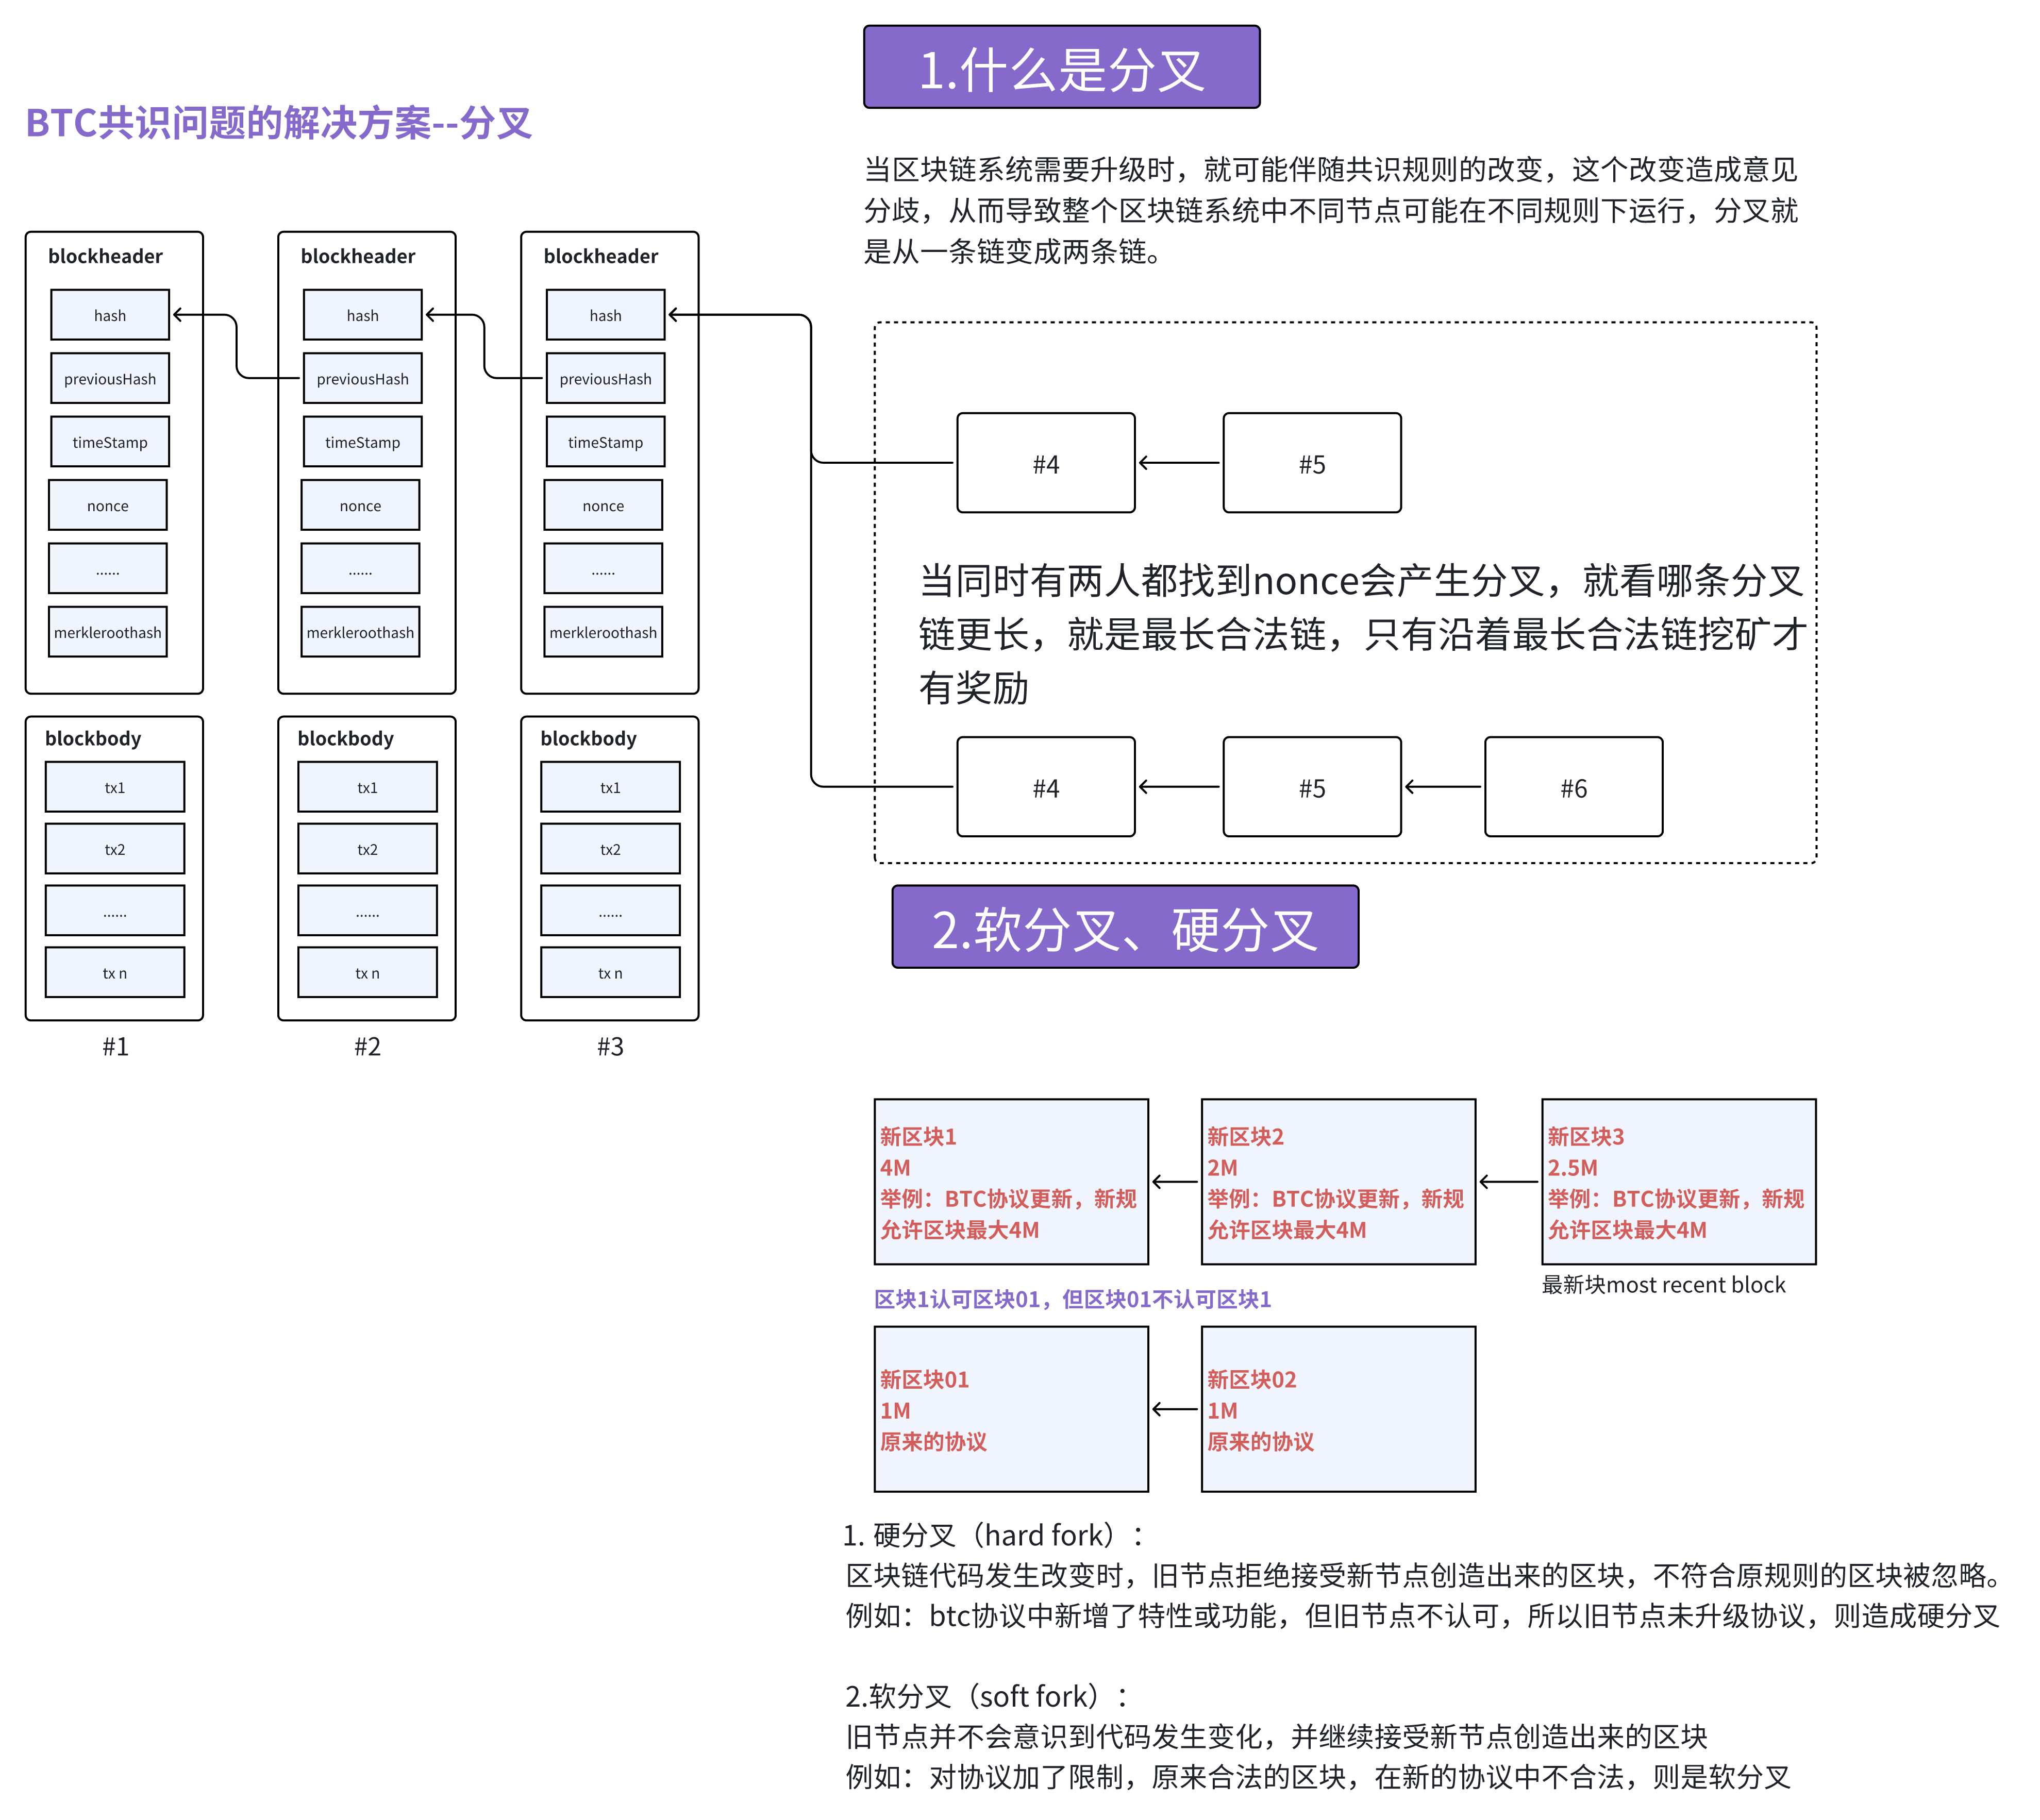 BTC共识问题的解决方案--分叉
blockheader
hash
previousHash
timeStamp
nonce
......
merkleroothash
blockbody
tx1
tx2
......
tx n
#1
blockheader
hash
previousHash
timeStamp
nonce
......
merkleroothash
blockbody
tx1
tx2
......
tx n
#2
blockheader
hash
previousHash
timeStamp
nonce
......
merkleroothash
blockbody
tx1
tx2
......
tx n
#3
1.什么是分叉
当区块链系统需要升级时，就可能伴随共识规则的改变，这个改变造成意见
分歧，从而导致整个区块链系统中不同节点可能在不同规则下运行，分叉就
是从一条链变成两条链。
#4
#5
当同时有两人都找到nonce会产生分叉，就看哪条分叉
链更长，就是最长合法链，只有沿着最长合法链挖矿才
有奖励
#4
#5
#6
2.软分叉、硬分叉
新区块1
4M
举例：BTC协议更新，新规
允许区块最大4M
新区块2
2M
举例：BTC协议更新，新规
允许区块最大4M
新区块3
2.5M
举例：BTC协议更新，新规
允许区块最大4M
最新块most recent block
区块1认可区块01，但区块01不认可区块1
新区块01
1M
原来的协议
新区块02
1M
原来的协议
1. 硬分叉（hard fork）：
区块链代码发生改变时，旧节点拒绝接受新节点创造出来的区块，不符合原规则的区块被忽略。
例如：btc协议中新增了特性或功能，但旧节点不认可，所以旧节点未升级协议，则造成硬分叉
2.软分叉（soft fork）：
旧节点并不会意识到代码发生变化，并继续接受新节点创造出来的区块
例如：对协议加了限制，原来合法的区块，在新的协议中不合法，则是软分叉